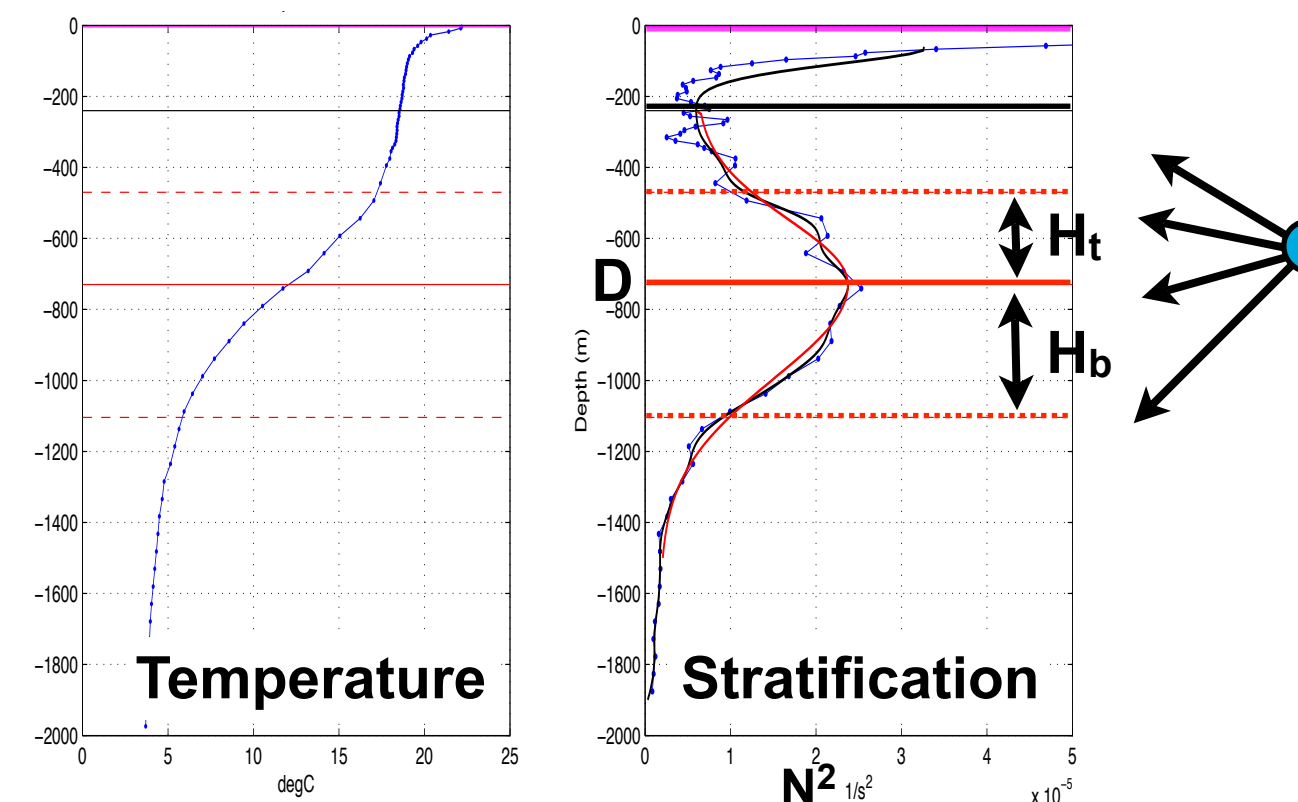 0
−200
−400
−600
−800
−1000
−1200
−1400
−1600
−1800
−2000
0 5 10 15 20 25
degC
Temperature
Depth (m)
0
−200
−400
−600
−800
−1000
−1200
−1400
−1600
−1800
−2000
0 1 2 3 4 5
N² 1/s²
x 10⁻⁵
Stratification
D
Ht
Hb